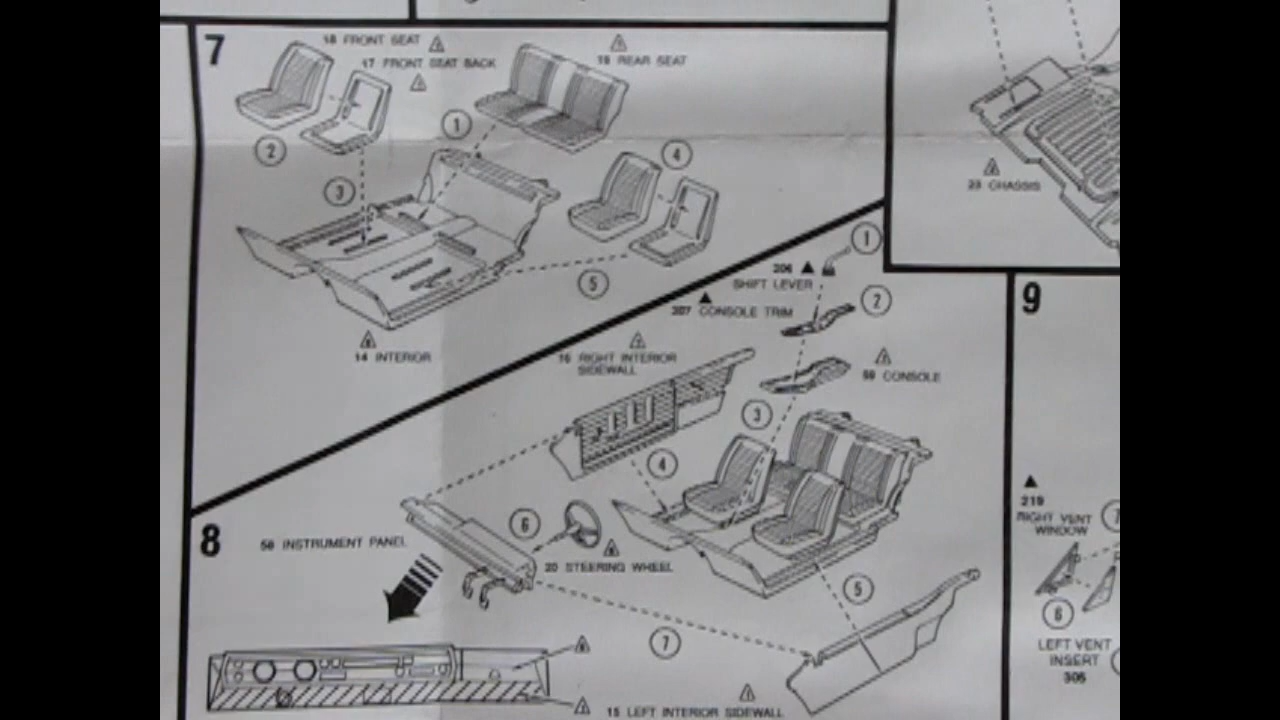 7
18 FRONT SEAT
17 FRONT SEAT BACK
19 REAR SEAT
1
2
3
4
5
14 INTERIOR
23 CHASSIS
8
1
206
SHIFT LEVER
2
207 CONSOLE TRIM
59 CONSOLE
3
16 RIGHT INTERIOR
SIDEWALL
4
58 INSTRUMENT PANEL
6
20 STEERING WHEEL
5
7
15 LEFT INTERIOR SIDEWALL
9
219
RIGHT VENT
WINDOW
7
6
LEFT VENT
INSERT
305